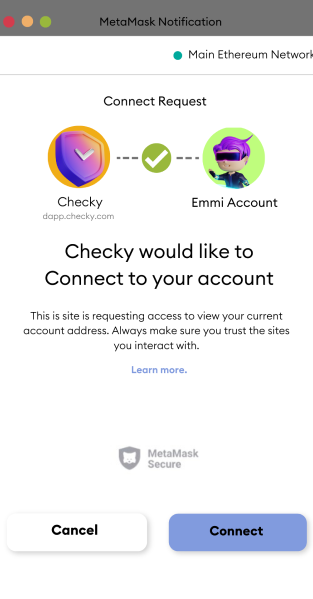 MetaMask Notification
Main Ethereum Network
Connect Request
Checky
dapp.checky.com
Emmi Account
Checky would like to
Connect to your account
This is site is requesting access to view your current
account address. Always make sure you trust the sites
you interact with.
Learn more.
MetaMask
Secure
Cancel
Connect